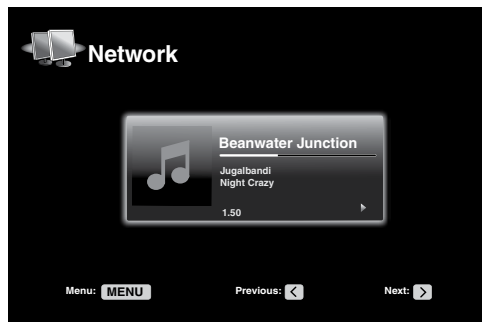 Network
Beanwater Junction
Jugalbandi
Night Crazy
1.50
Menu: MENU Previous: < Next: >